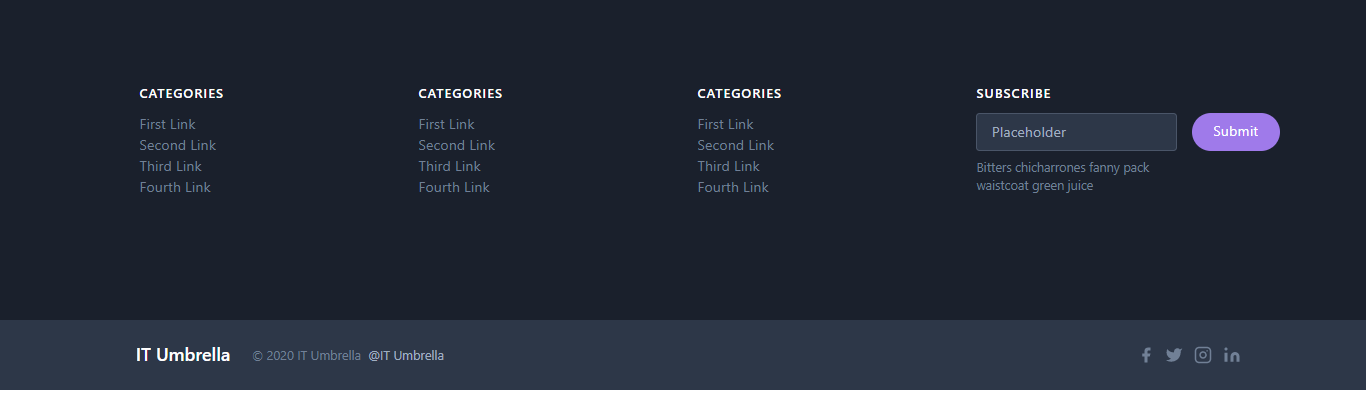 CATEGORIES
First Link
Second Link
Third Link
Fourth Link
CATEGORIES
First Link
Second Link
Third Link
Fourth Link
CATEGORIES
First Link
Second Link
Third Link
Fourth Link
SUBSCRIBE
Placeholder
Submit
Bitters chicharrones fanny pack
waistcoat green juice
IT Umbrella
© 2020 IT Umbrella @IT Umbrella